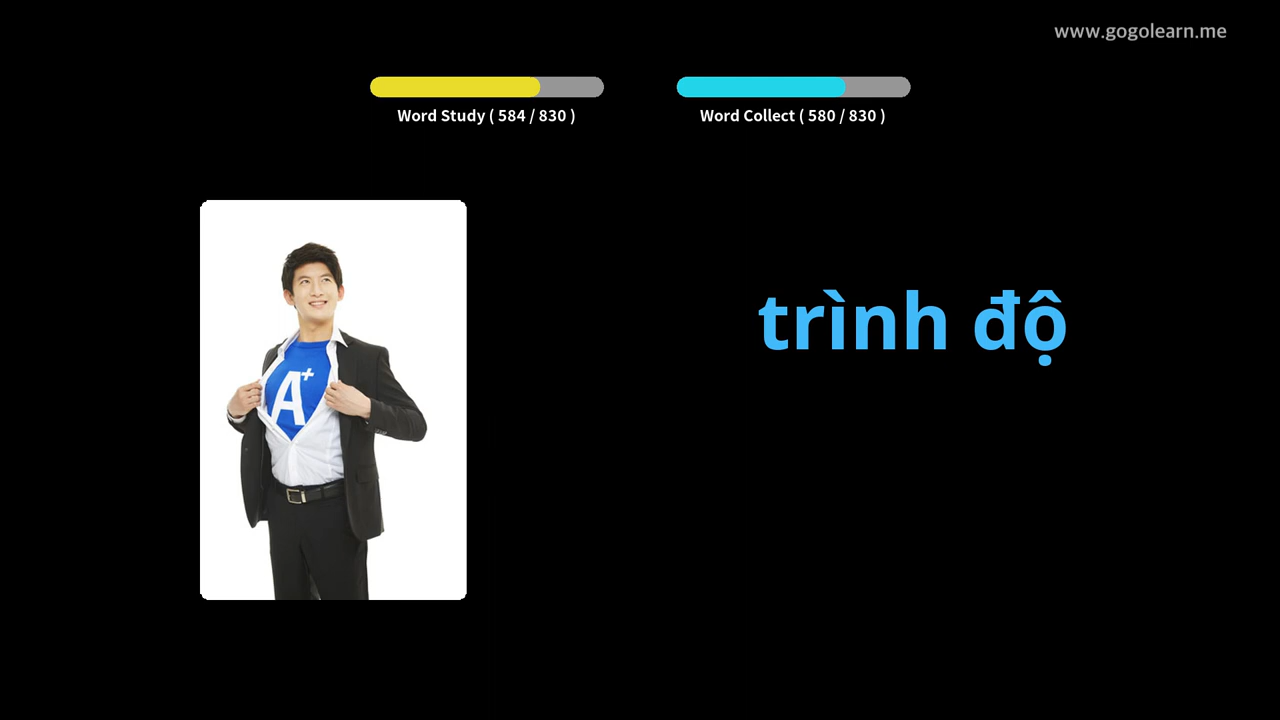 www.gogolearn.me
Word Study ( 584 / 830 )
Word Collect ( 580 / 830 )
A+
trình độ